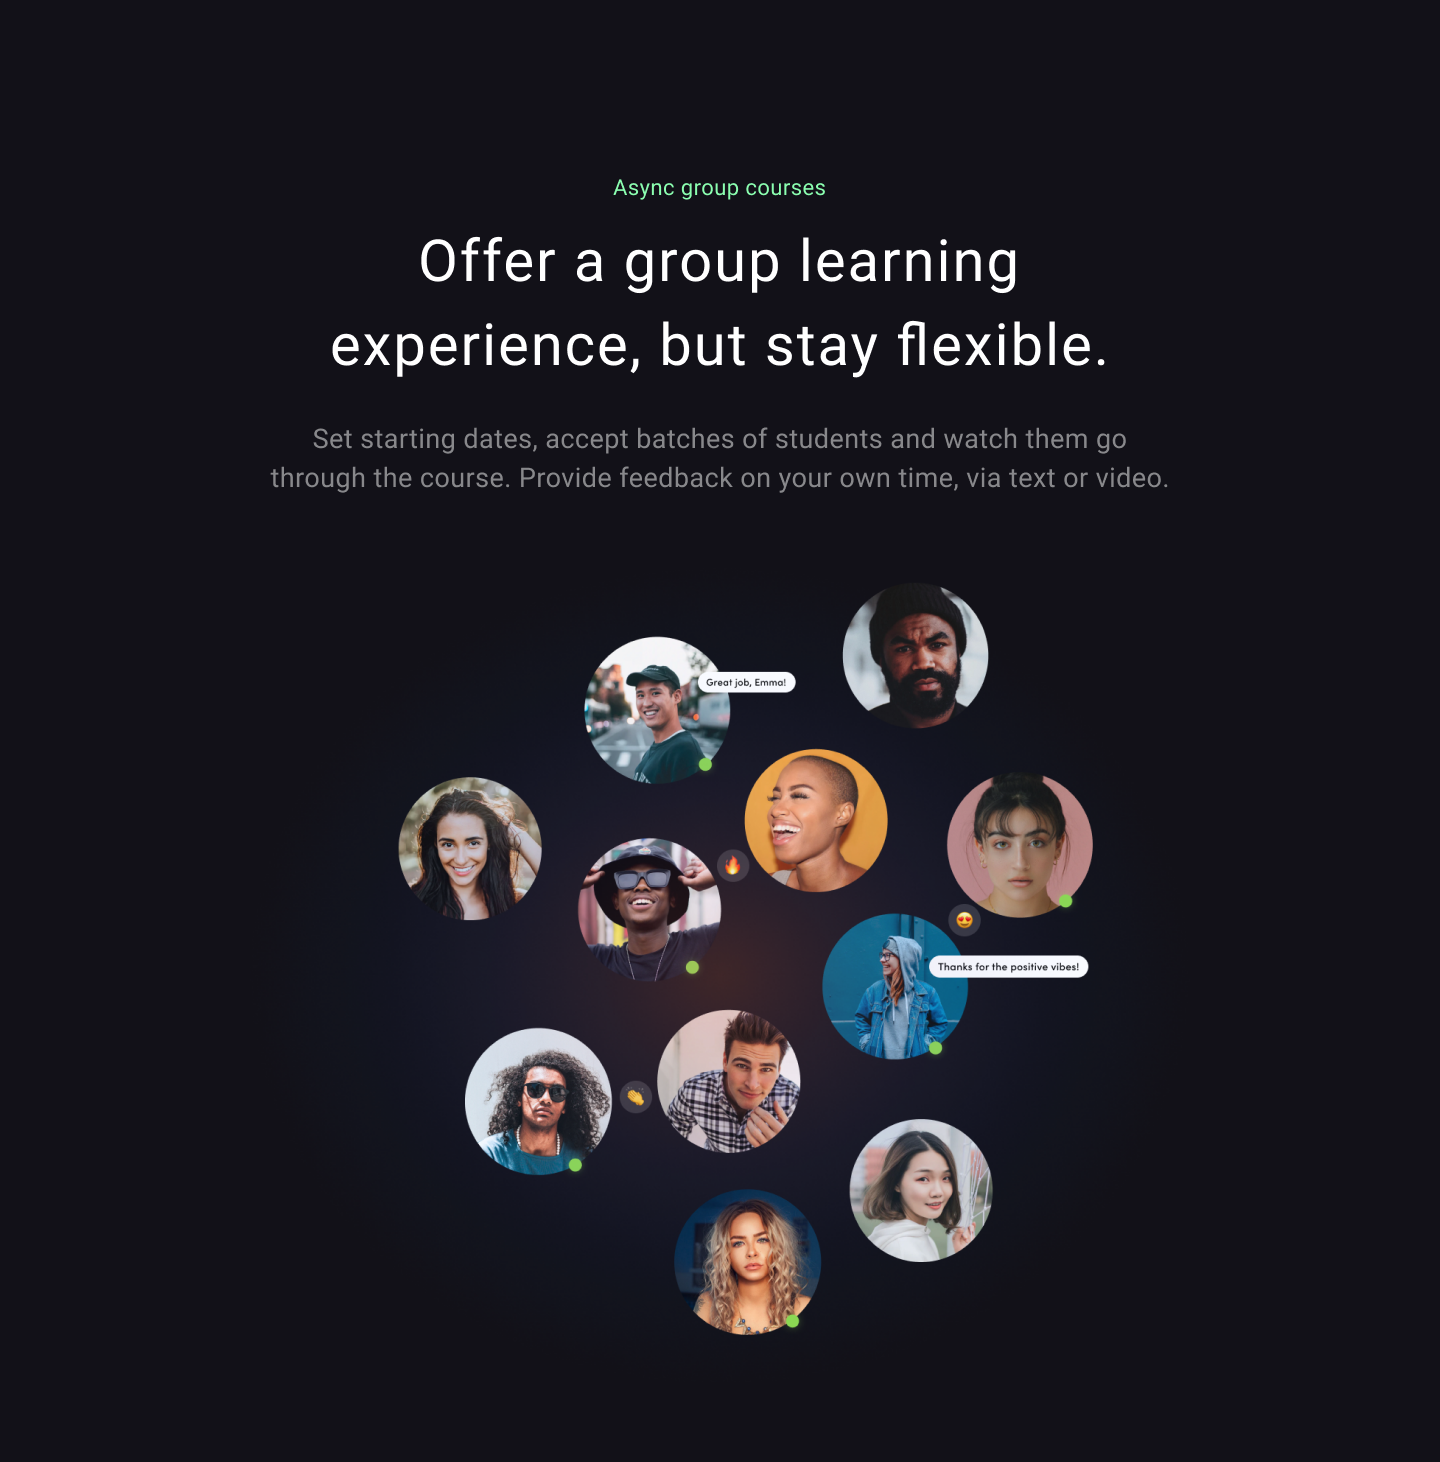 Async group courses
Offer a group learning
experience, but stay flexible.
Set starting dates, accept batches of students and watch them go
through the course. Provide feedback on your own time, via text or video.
Great job, Emma!
Thanks for the positive vibes!